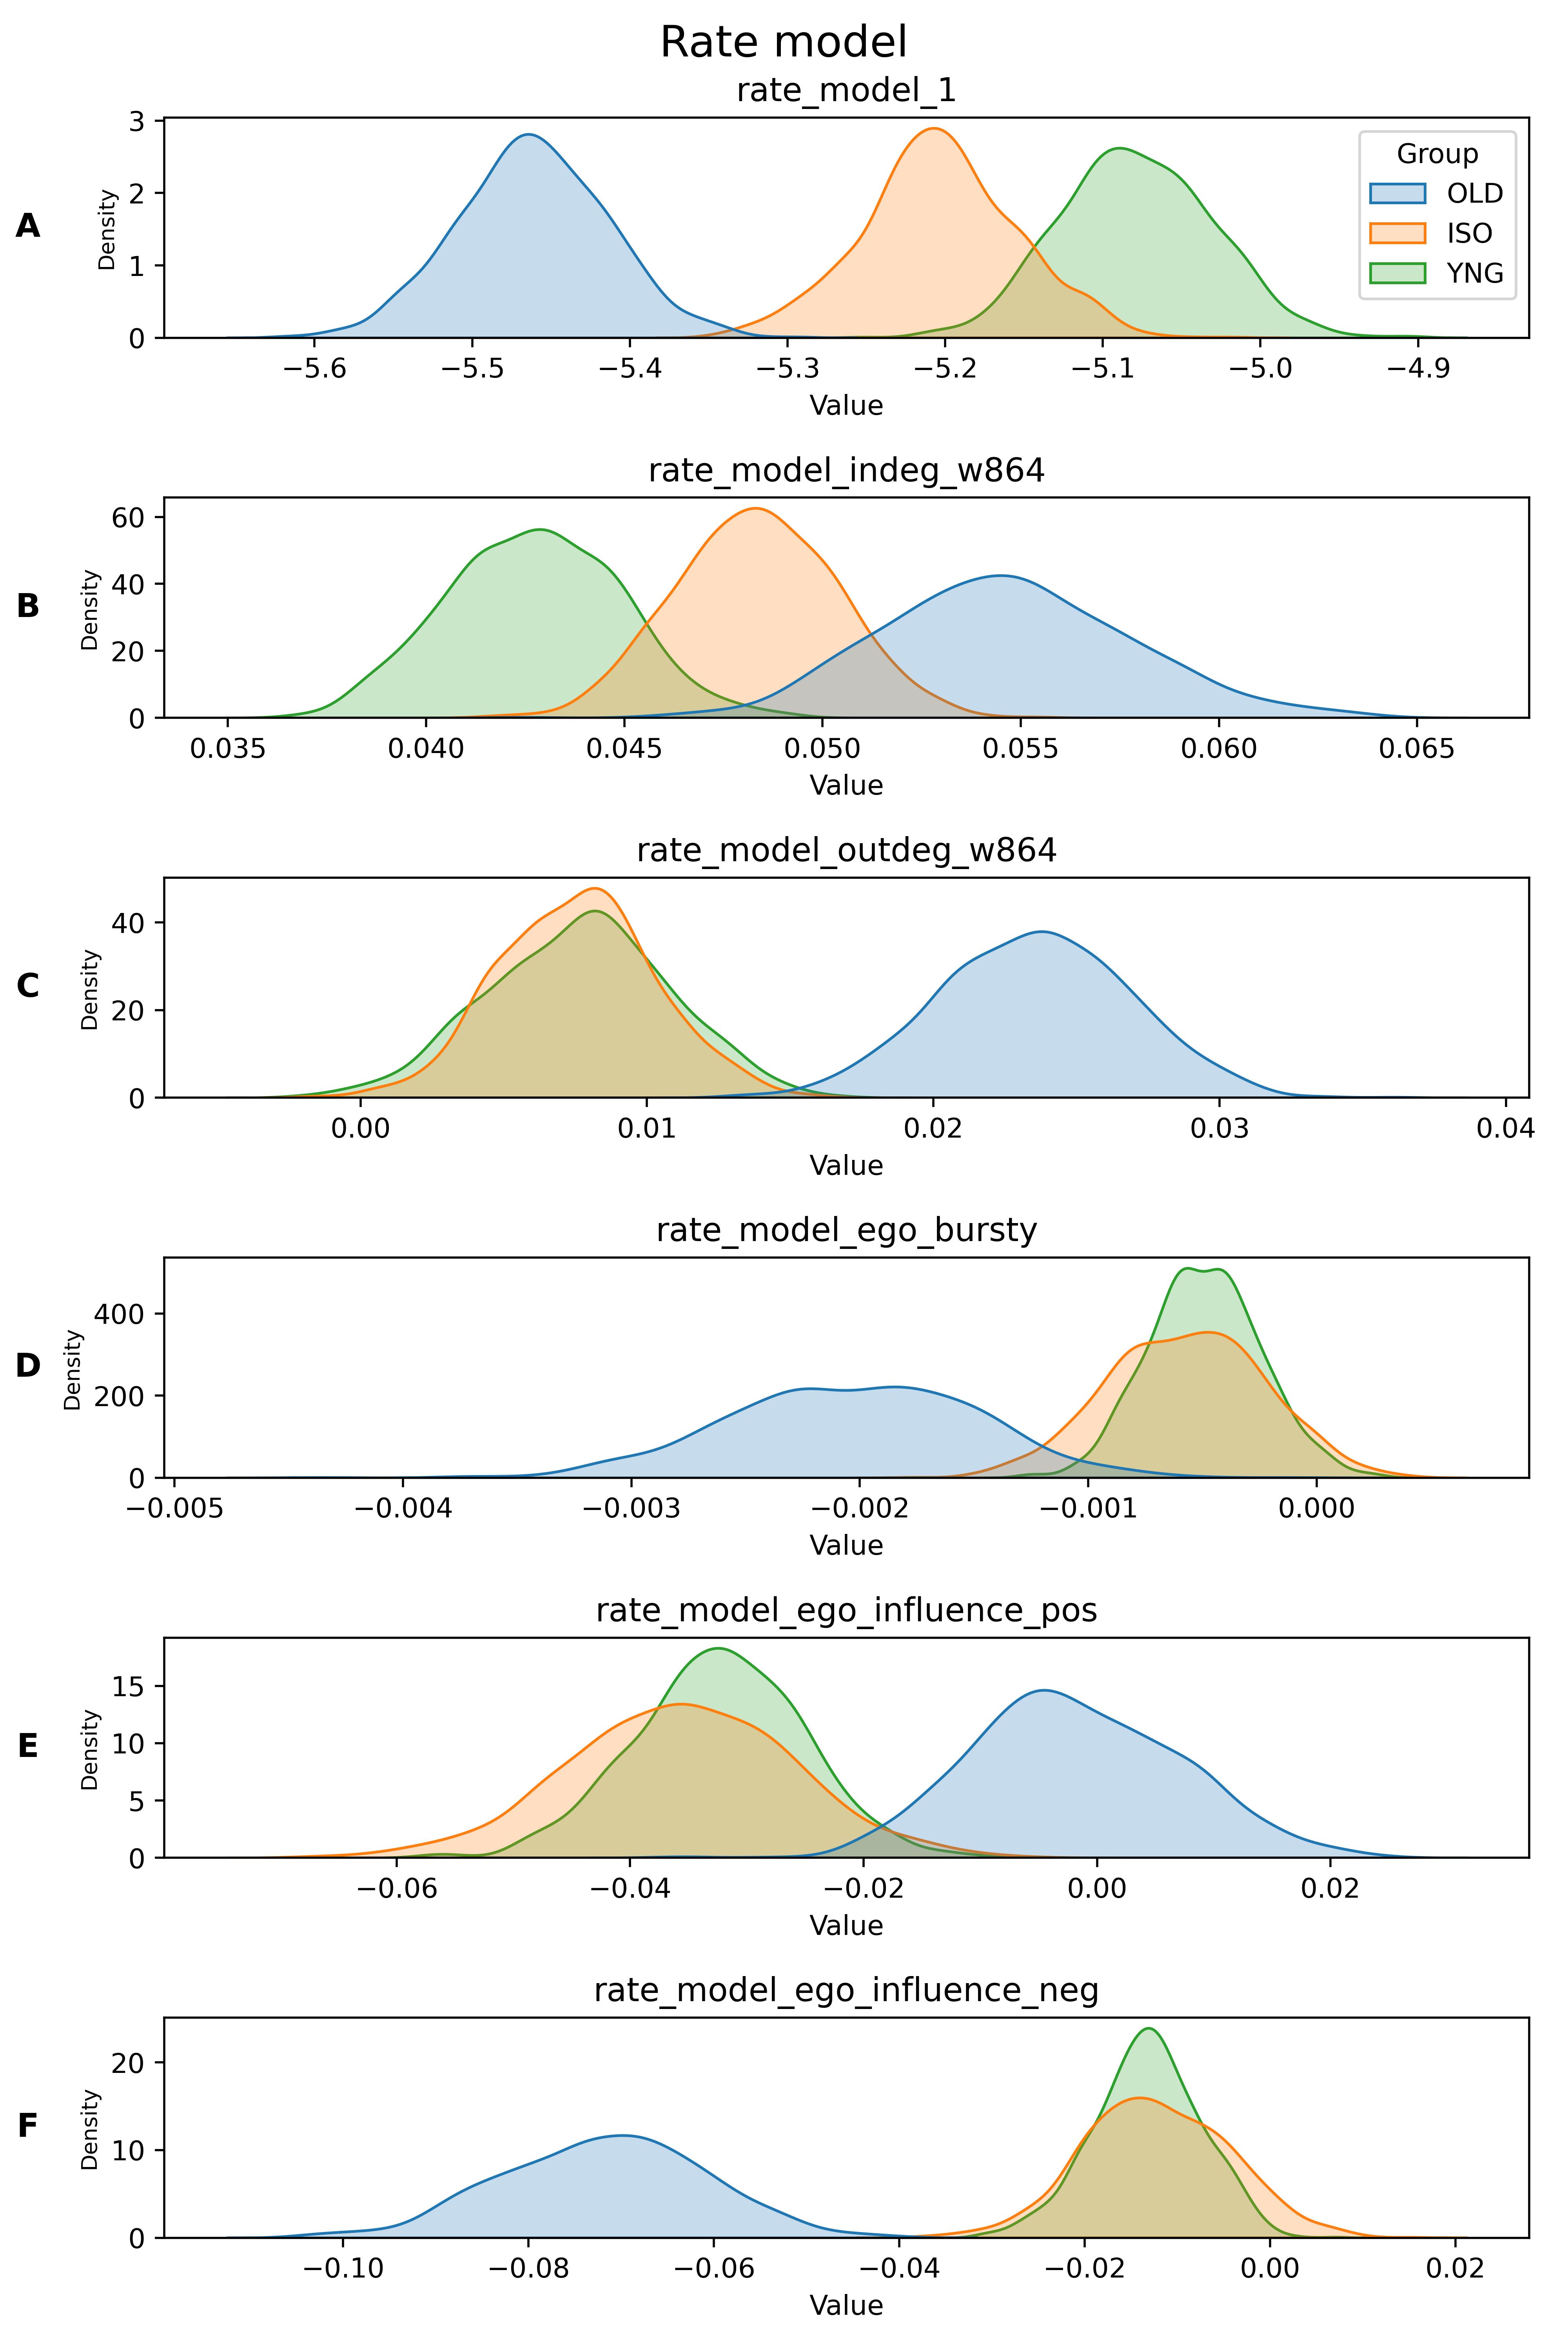 Rate model
rate_model_1
A
Density
3
2
1
0
Group
OLD
ISO
YNG
−5.6 −5.5 −5.4 −5.3 −5.2 −5.1 −5.0 −4.9
Value
rate_model_indeg_w864
B
Density
60
40
20
0
0.035 0.040 0.045 0.050 0.055 0.060 0.065
Value
rate_model_outdeg_w864
C
Density
40
20
0
0.00 0.01 0.02 0.03 0.04
Value
rate_model_ego_bursty
D
Density
400
200
0
−0.005 −0.004 −0.003 −0.002 −0.001 0.000
Value
rate_model_ego_influence_pos
E
Density
15
10
5
0
−0.06 −0.04 −0.02 0.00 0.02
Value
rate_model_ego_influence_neg
F
Density
20
10
0
−0.10 −0.08 −0.06 −0.04 −0.02 0.00 0.02
Value